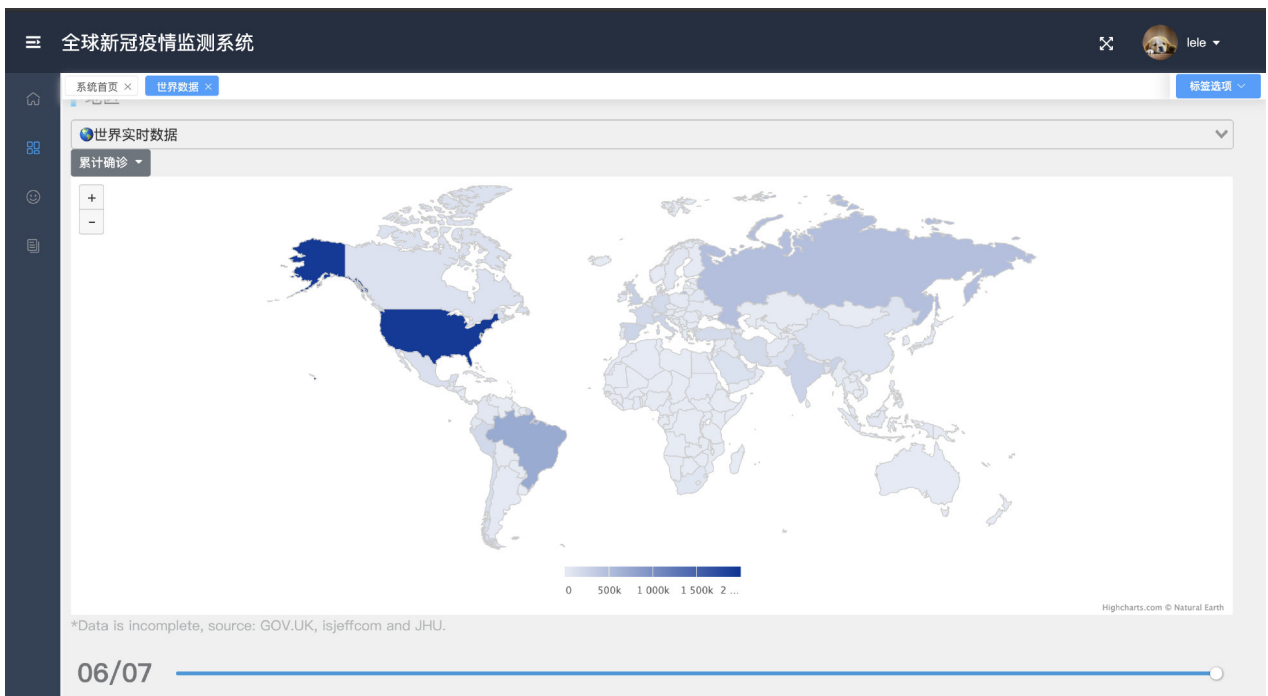 全球新冠疫情监测系统
lele
系统首页 ×
世界数据 ×
标签选项
地区
世界实时数据
累计确诊
+
−
0 500k 1 000k 1 500k 2 ...
Highcharts.com © Natural Earth
*Data is incomplete, source: GOV.UK, isjeffcom and JHU.
06/07